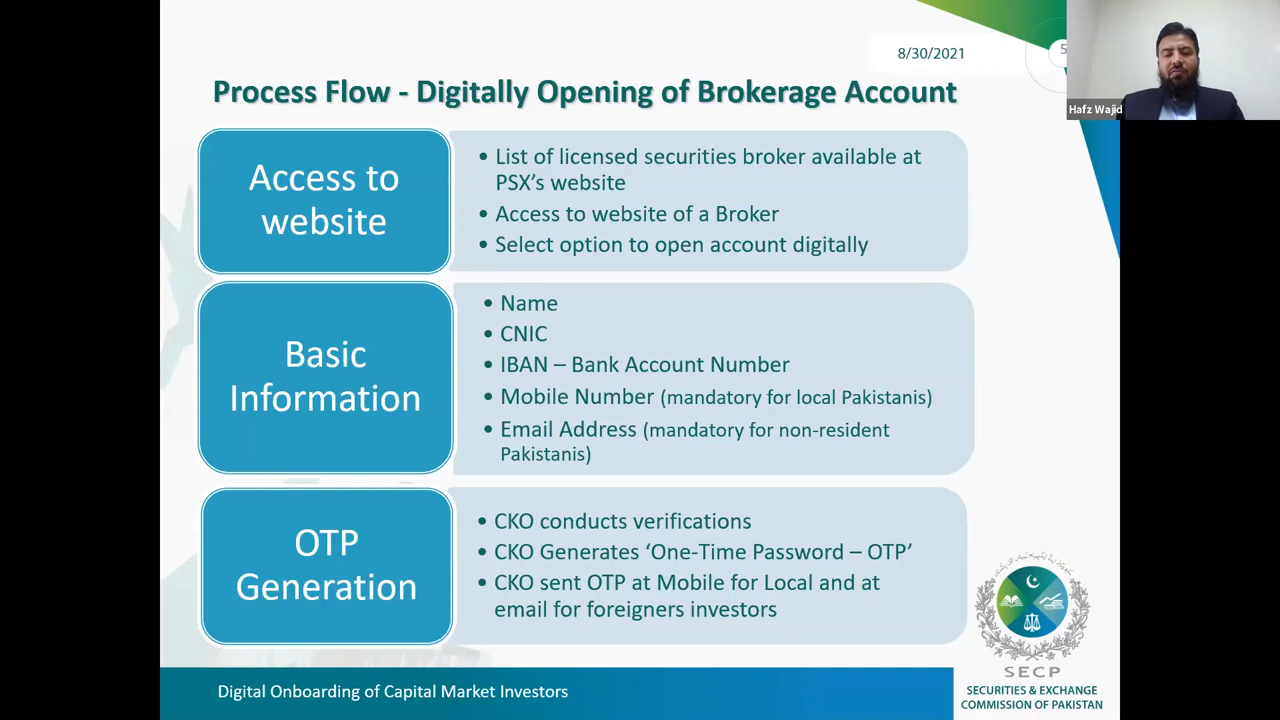 8/30/2021
5
Hafz Wajid
Process Flow - Digitally Opening of Brokerage Account
Access to
website
• List of licensed securities broker available at
PSX's website
• Access to website of a Broker
• Select option to open account digitally
Basic
Information
• Name
• CNIC
• IBAN – Bank Account Number
• Mobile Number (mandatory for local Pakistanis)
• Email Address (mandatory for non-resident
Pakistanis)
OTP
Generation
• CKO conducts verifications
• CKO Generates ‘One-Time Password – OTP’
• CKO sent OTP at Mobile for Local and at
email for foreigners investors
SECP
SECURITIES & EXCHANGE
COMMISSION OF PAKISTAN
Digital Onboarding of Capital Market Investors